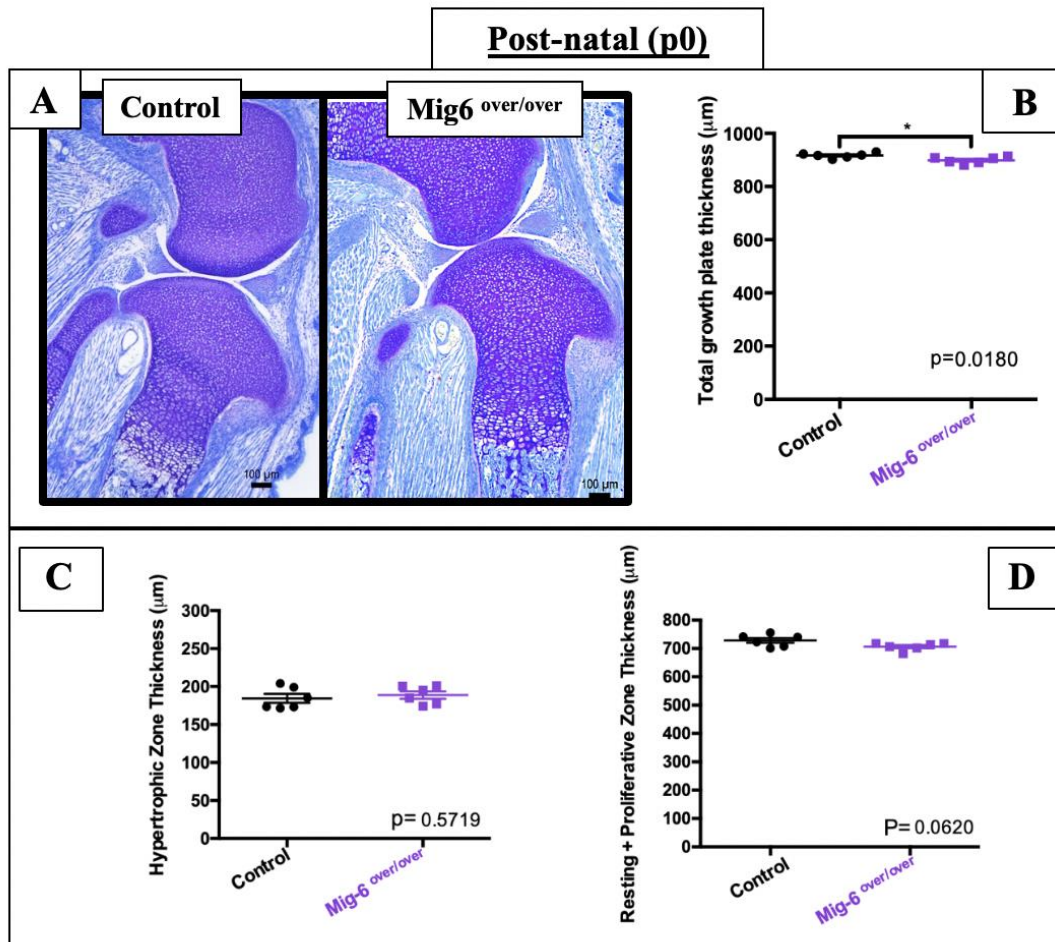 Post-natal (p0)
A
Control
Mig6 over/over
100 µm
100 µm
B
Total growth plate thickness (µm)
1000
800
600
400
200
0
*
p=0.0180
Control
Mig-6 over/over
C
Hypertrophic Zone Thickness (µm)
300
250
200
150
100
50
0
p= 0.5719
Control
Mig-6 over/over
D
Resting + Proliferative Zone Thickness (µm)
800
700
600
500
400
300
200
100
0
P= 0.0620
Control
Mig-6 over/over